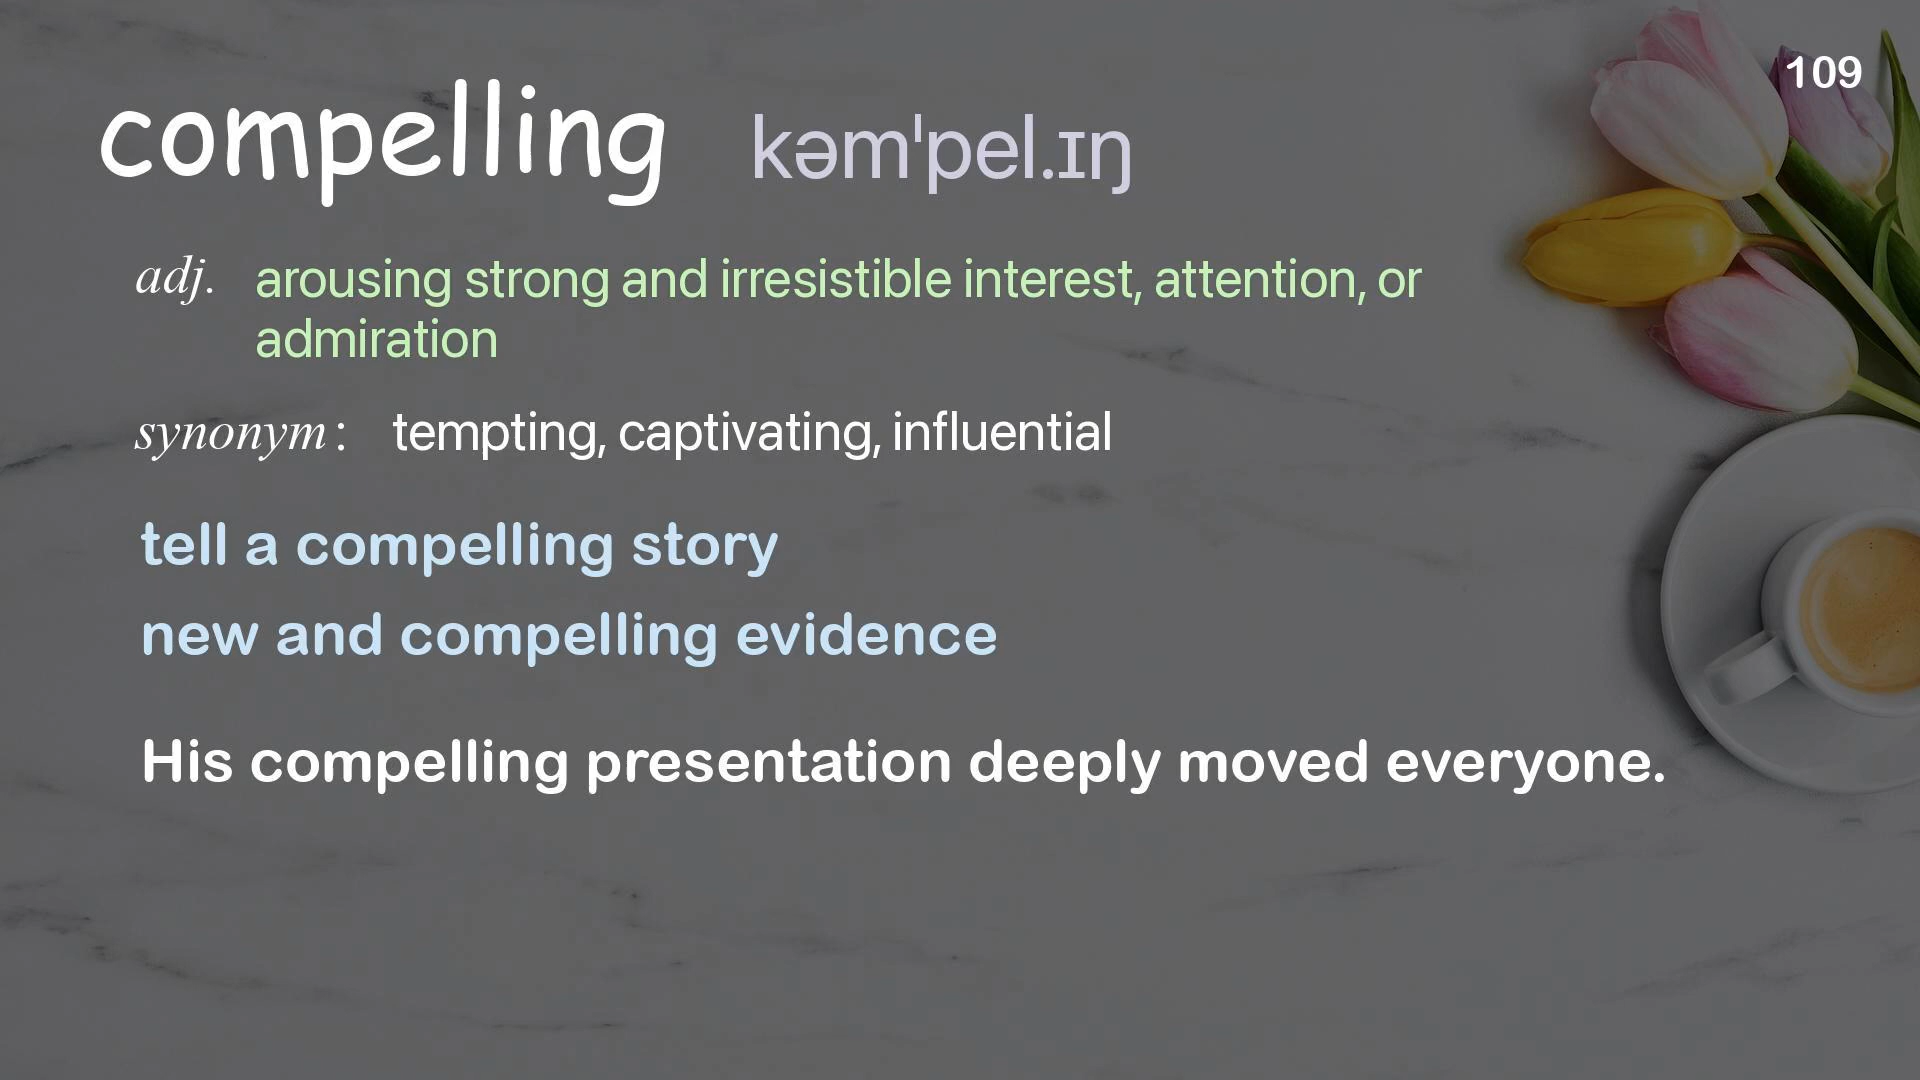 109
compelling kəmˈpel.ɪŋ
adj. arousing strong and irresistible interest, attention, or
admiration
synonym: tempting, captivating, influential
tell a compelling story
new and compelling evidence
His compelling presentation deeply moved everyone.